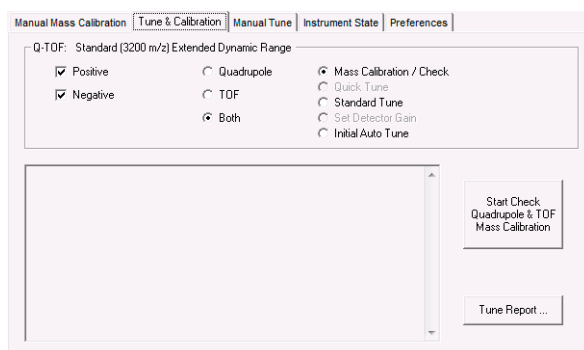 Manual Mass Calibration Tune & Calibration Manual Tune Instrument State Preferences
Q-TOF: Standard (3200 m/z) Extended Dynamic Range
Positive Quadrupole Mass Calibration / Check
Quick Tune
Negative TOF Standard Tune
Both Set Detector Gain
Initial Auto Tune
Start Check
Quadrupole & TOF
Mass Calibration
Tune Report ...